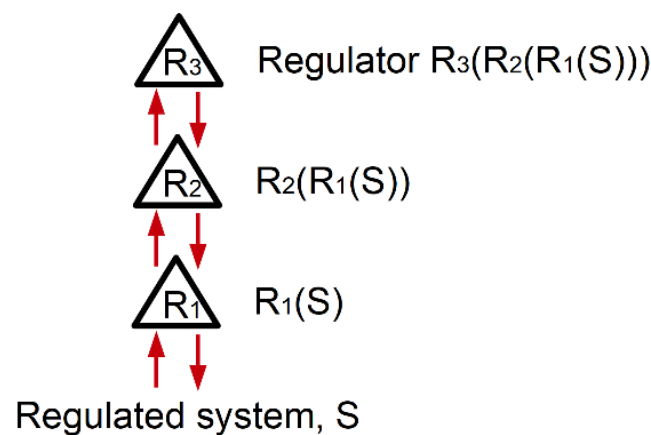 R₃ Regulator R₃(R₂(R₁(S)))
R₂ R₂(R₁(S))
R₁ R₁(S)
Regulated system, S